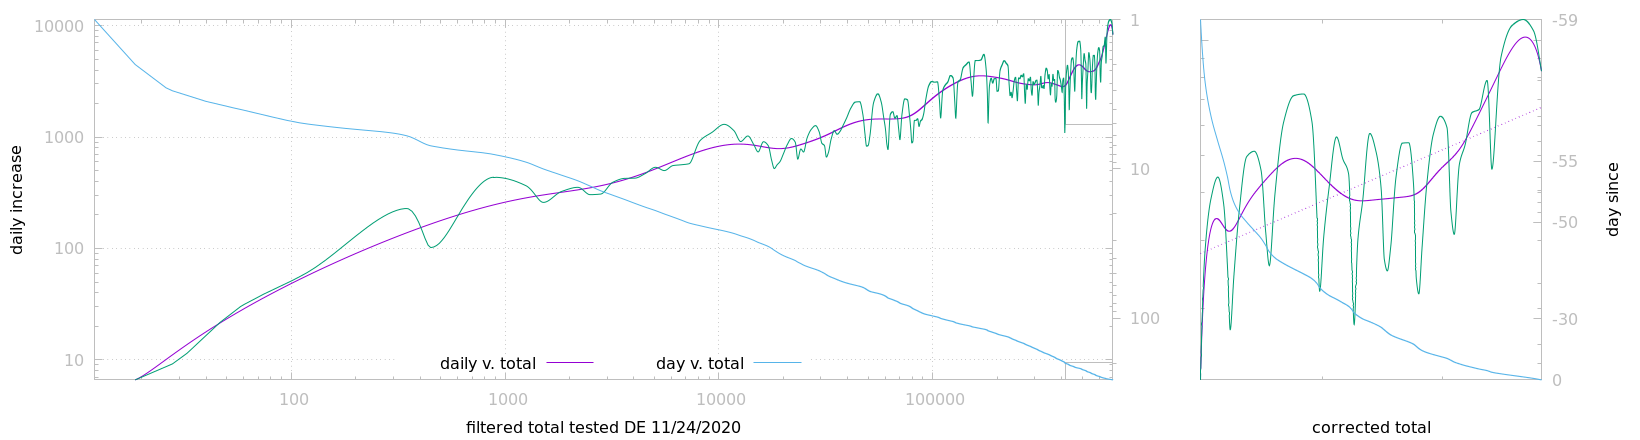 10000
1000
100
10
daily increase
100
1000
10000
100000
filtered total tested DE 11/24/2020
daily v. total
day v. total
1
10
100
-59
-55
-50
-30
0
day since
corrected total